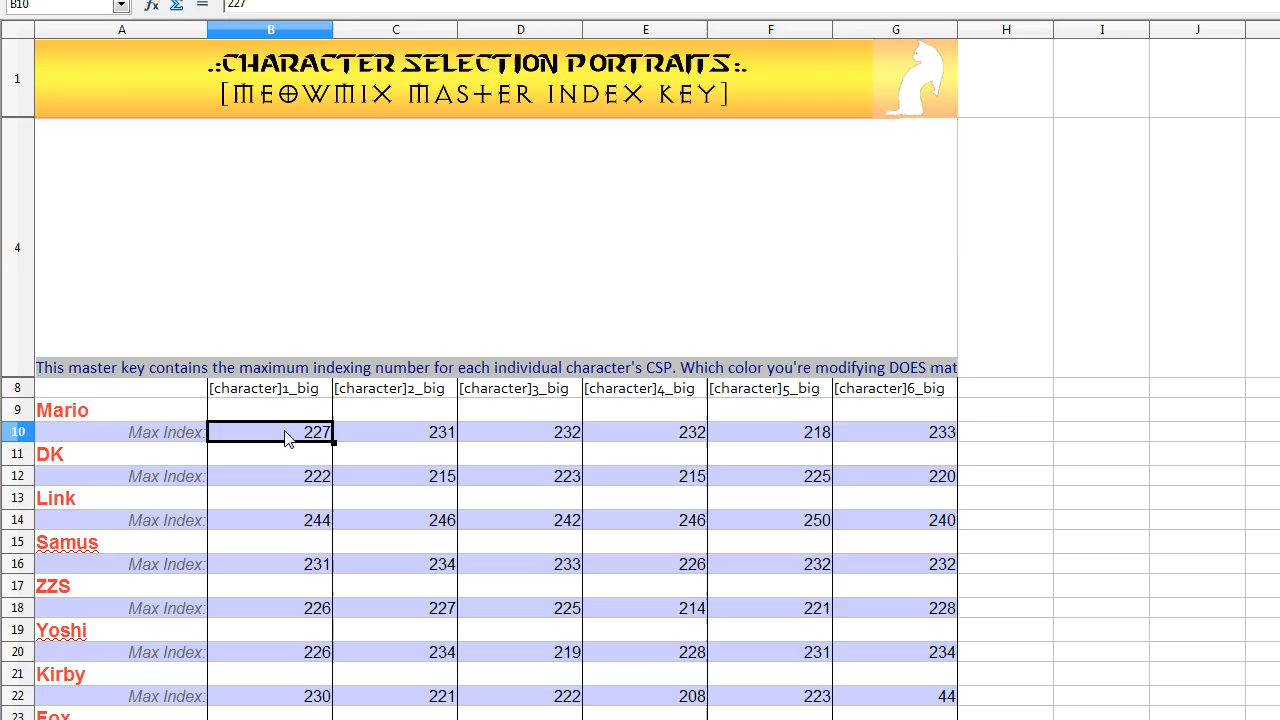 B10 227
A B C D E F G H I J
1 .:CHARACTER SELECTION PORTRAITS:.
[MEOWMIX MASTER INDEX KEY]
4
This master key contains the maximum indexing number for each individual character's CSP. Which color you're modifying DOES mat
8 [character]1_big [character]2_big [character]3_big [character]4_big [character]5_big [character]6_big
9 Mario
10 Max Index: 227 231 232 232 218 233
11 DK
12 Max Index: 222 215 223 215 225 220
13 Link
14 Max Index: 244 246 242 246 250 240
15 Samus
16 Max Index: 231 234 233 226 232 232
17 ZZS
18 Max Index: 226 227 225 214 221 228
19 Yoshi
20 Max Index: 226 234 219 228 231 234
21 Kirby
22 Max Index: 230 221 222 208 223 44
23 Fox